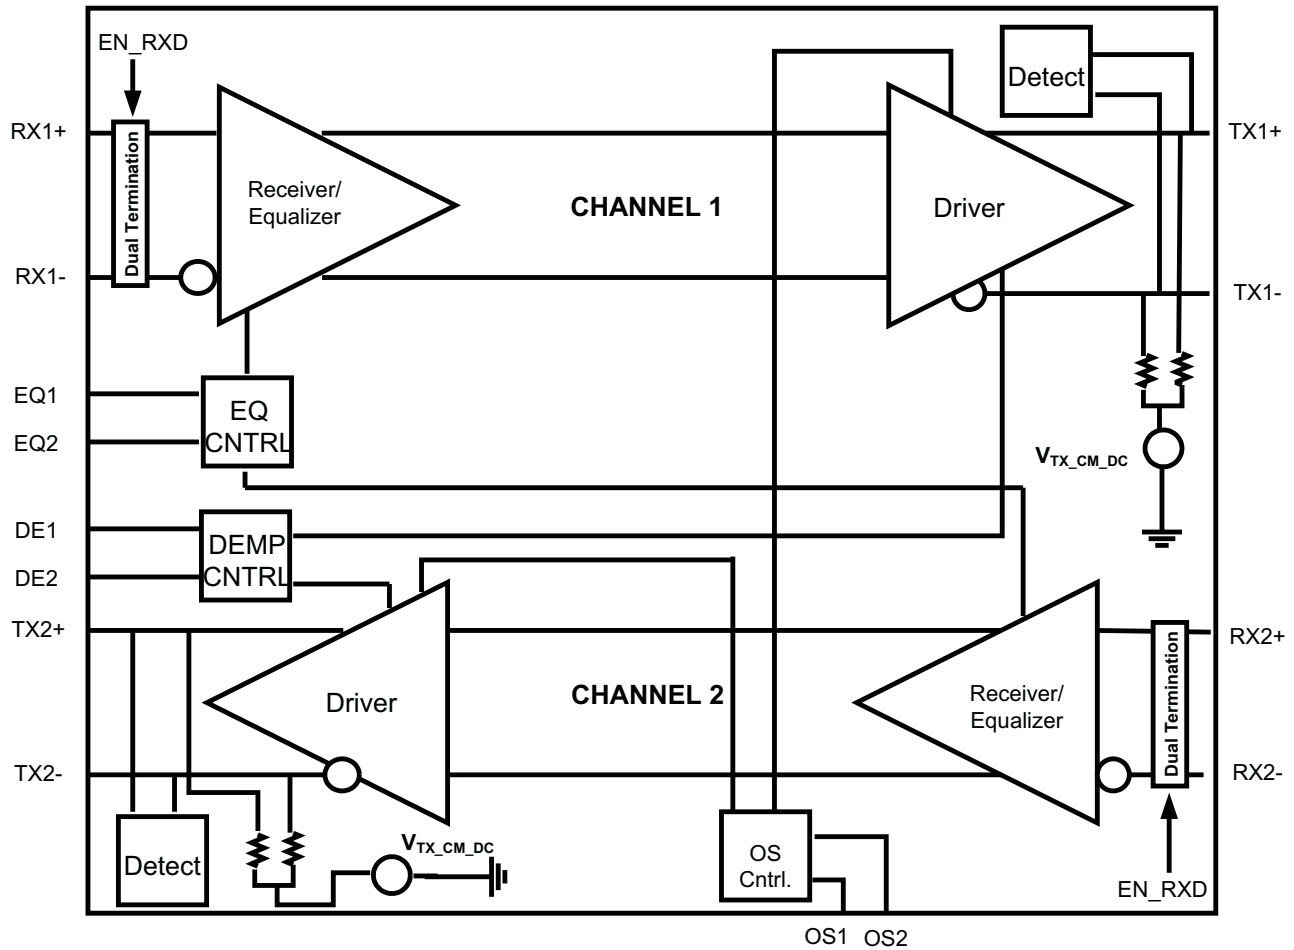 EN_RXD
Detect
RX1+
TX1+
Dual Termination
Receiver/
Equalizer
CHANNEL 1
Driver
RX1-
TX1-
EQ1
EQ
CNTRL
EQ2
VTX_CM_DC
DE1
DEMP
CNTRL
DE2
TX2+
RX2+
Driver
CHANNEL 2
Receiver/
Equalizer
Dual Termination
TX2-
RX2-
Detect
VTX_CM_DC
OS
Cntrl.
EN_RXD
OS1
OS2